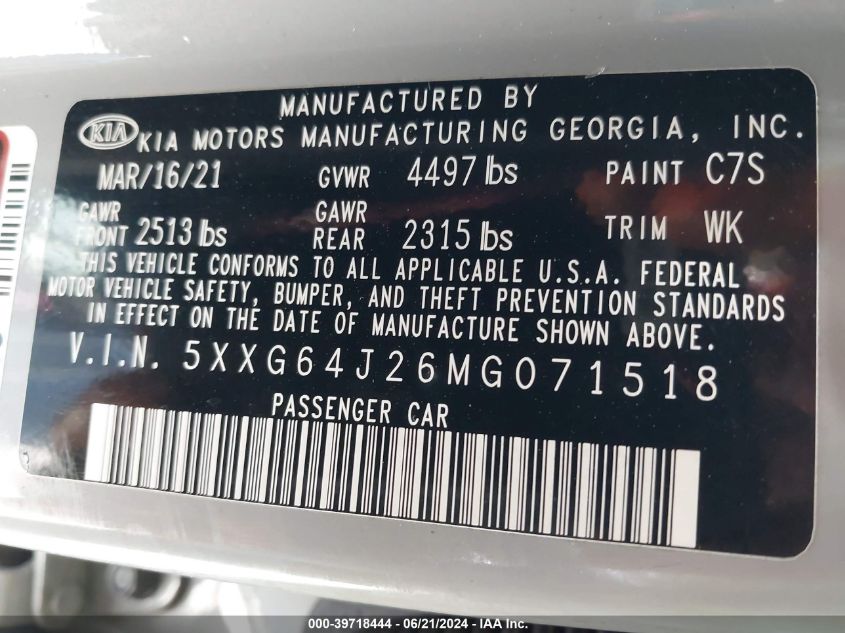 MANUFACTURED BY
KIA KIA MOTORS MANUFACTURING GEORGIA, INC.
MAR/16/21 GVWR 4497 lbs PAINT C7S
GAWR FRONT 2513 lbs GAWR REAR 2315 lbs TRIM WK
THIS VEHICLE CONFORMS TO ALL APPLICABLE U.S.A. FEDERAL
MOTOR VEHICLE SAFETY, BUMPER, AND THEFT PREVENTION STANDARDS
IN EFFECT ON THE DATE OF MANUFACTURE SHOWN ABOVE.
V.I.N. 5XXG64J26MG071518
PASSENGER CAR
000-39718444 - 06/21/2024 - IAA Inc.